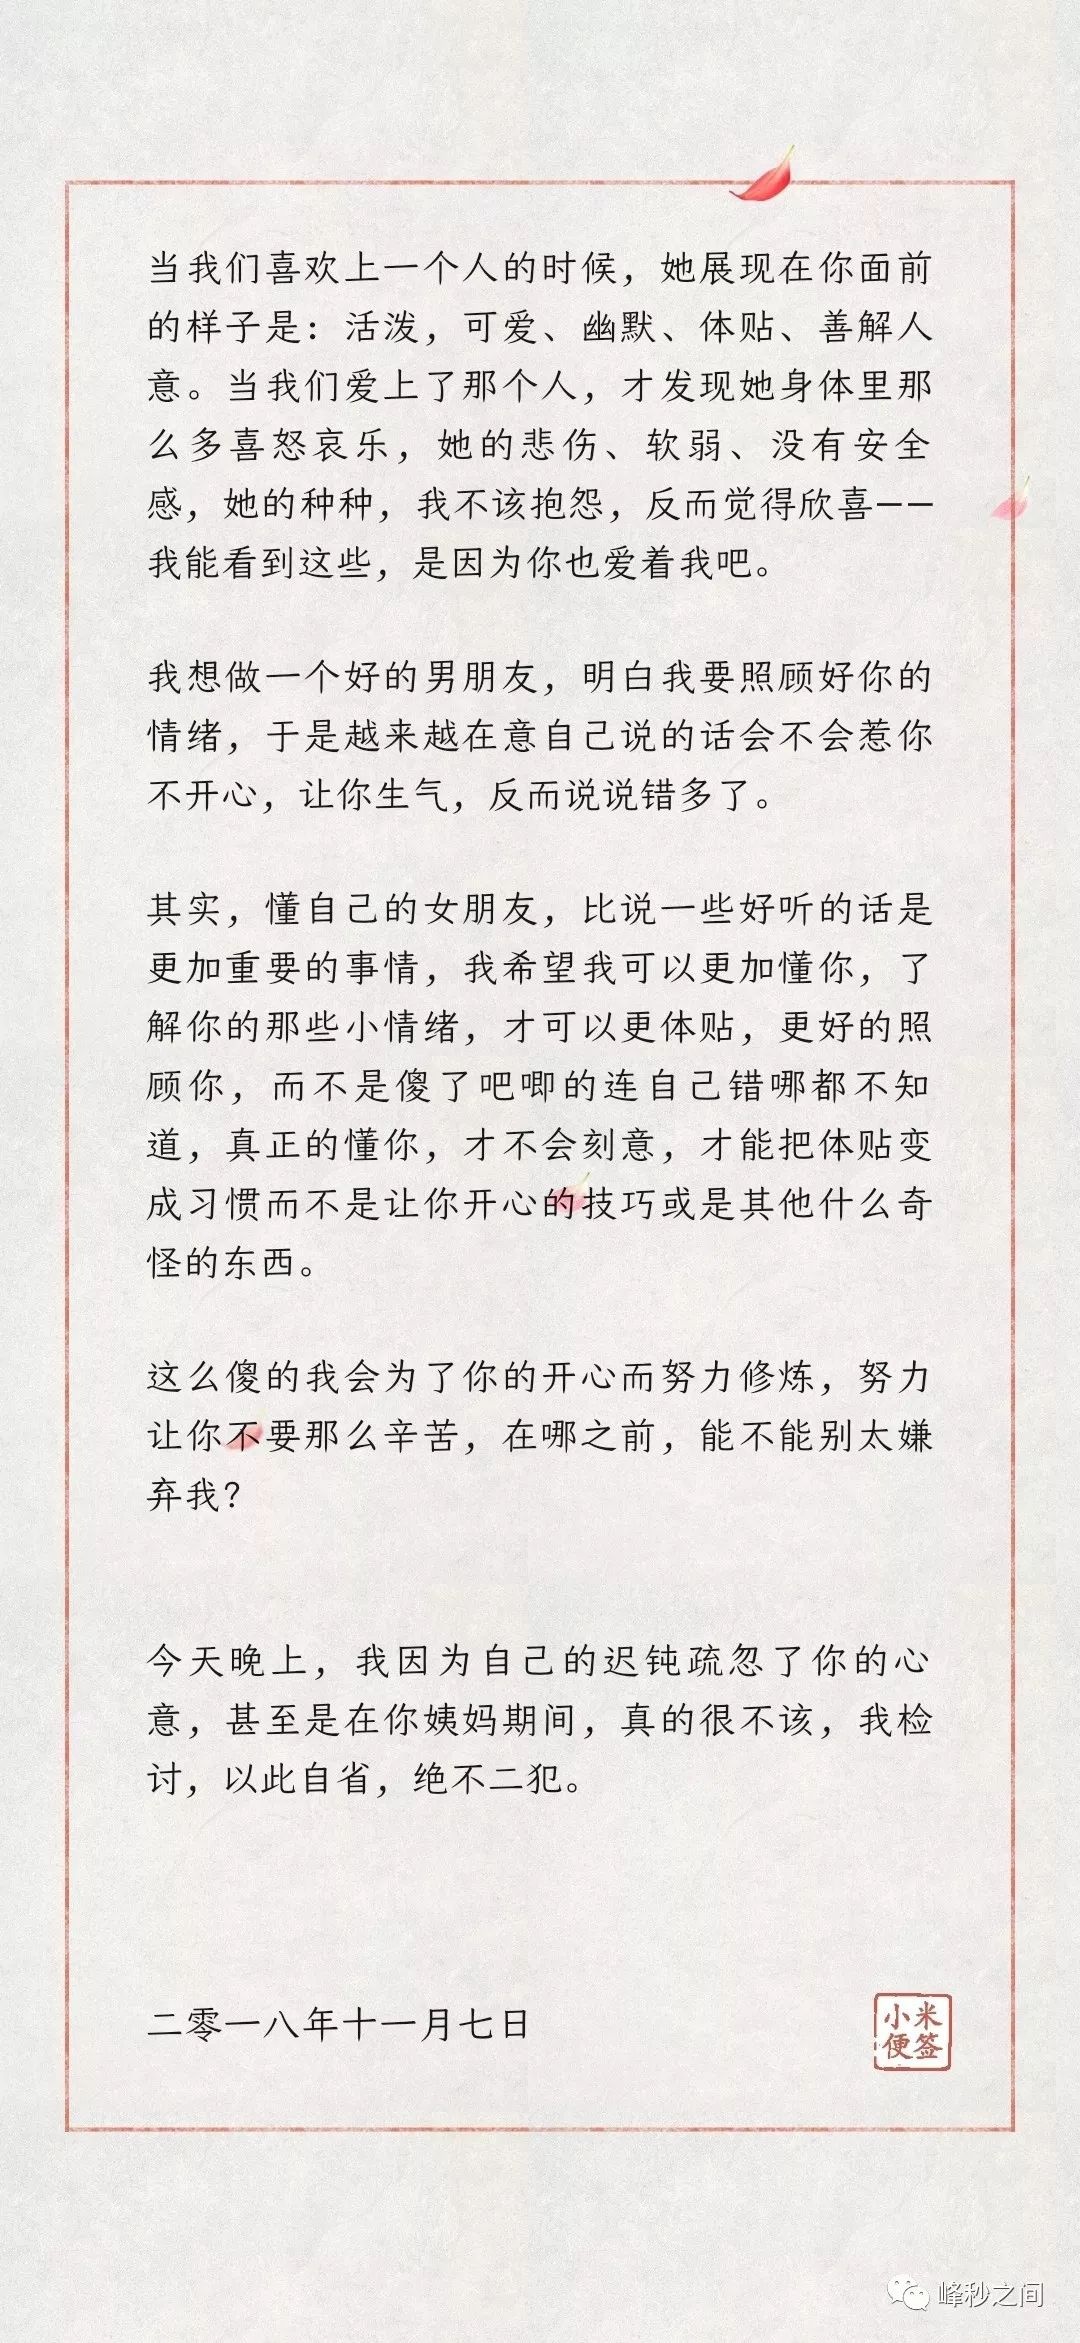 当我们喜欢上一个人的时候，她展现在你面前
的样子是：活泼，可爱、幽默、体贴、善解人
意。当我们爱上了那个人，才发现她身体里那
么多喜怒哀乐，她的悲伤、软弱、没有安全
感，她的种种，我不该抱怨，反而觉得欣喜——
我能看到这些，是因为你也爱着我吧。
我想做一个好的男朋友，明白我要照顾好你的
情绪，于是越来越在意自己说的话会不会惹你
不开心，让你生气，反而说说错多了。
其实，懂自己的女朋友，比说一些好听的话是
更加重要的事情，我希望我可以更加懂你，了
解你的那些小情绪，才可以更体贴，更好的照
顾你，而不是傻了吧唧的连自己错哪都不知
道，真正的懂你，才不会刻意，才能把体贴变
成习惯而不是让你开心的技巧或是其他什么奇
怪的东西。
这么傻的我会为了你的开心而努力修炼，努力
让你不要那么辛苦，在哪之前，能不能别太嫌
弃我？
今天晚上，我因为自己的迟钝疏忽了你的心
意，甚至是在你姨妈期间，真的很不该，我检
讨，以此自省，绝不二犯。
二零一八年十一月七日
小米
便签
峰秒之间